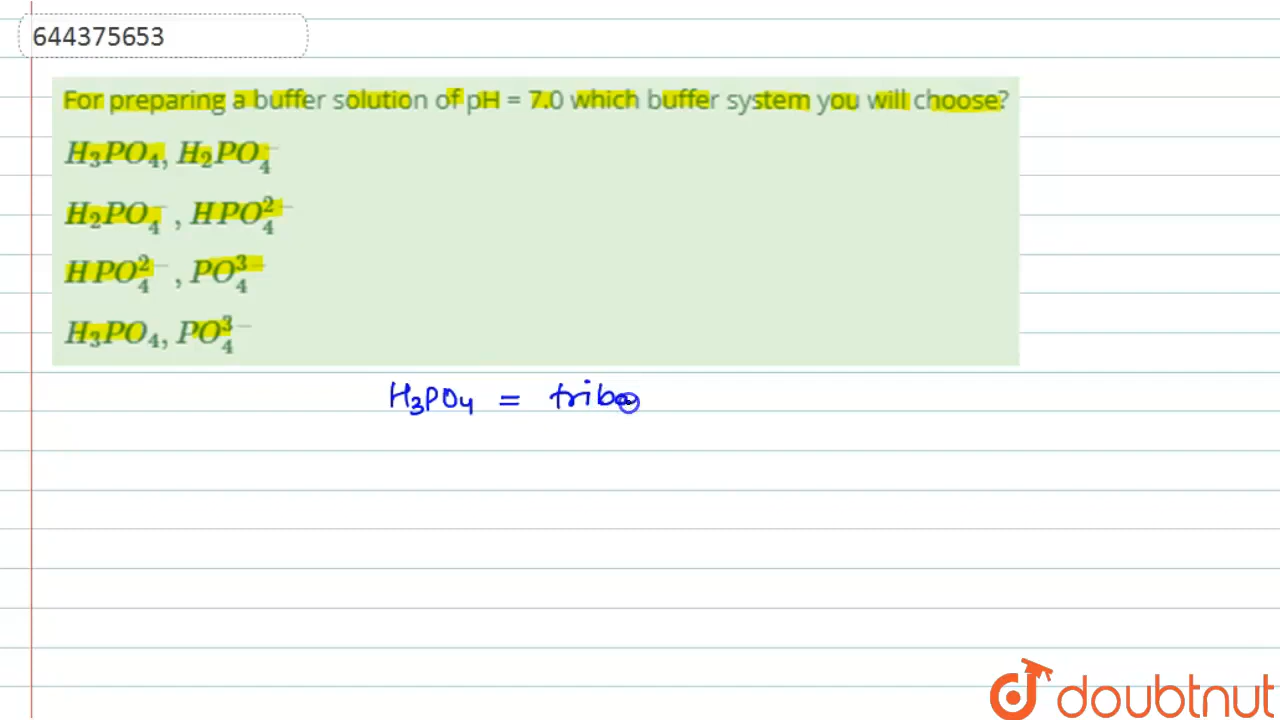 644375653
For preparing a buffer solution of pH = 7.0 which buffer system you will choose?
H₃PO₄, H₂PO₄⁻
H₂PO₄⁻, HPO₄²⁻
HPO₄²⁻, PO₄³⁻
H₃PO₄, PO₄³⁻
H₃PO₄ = triba
doubtnut